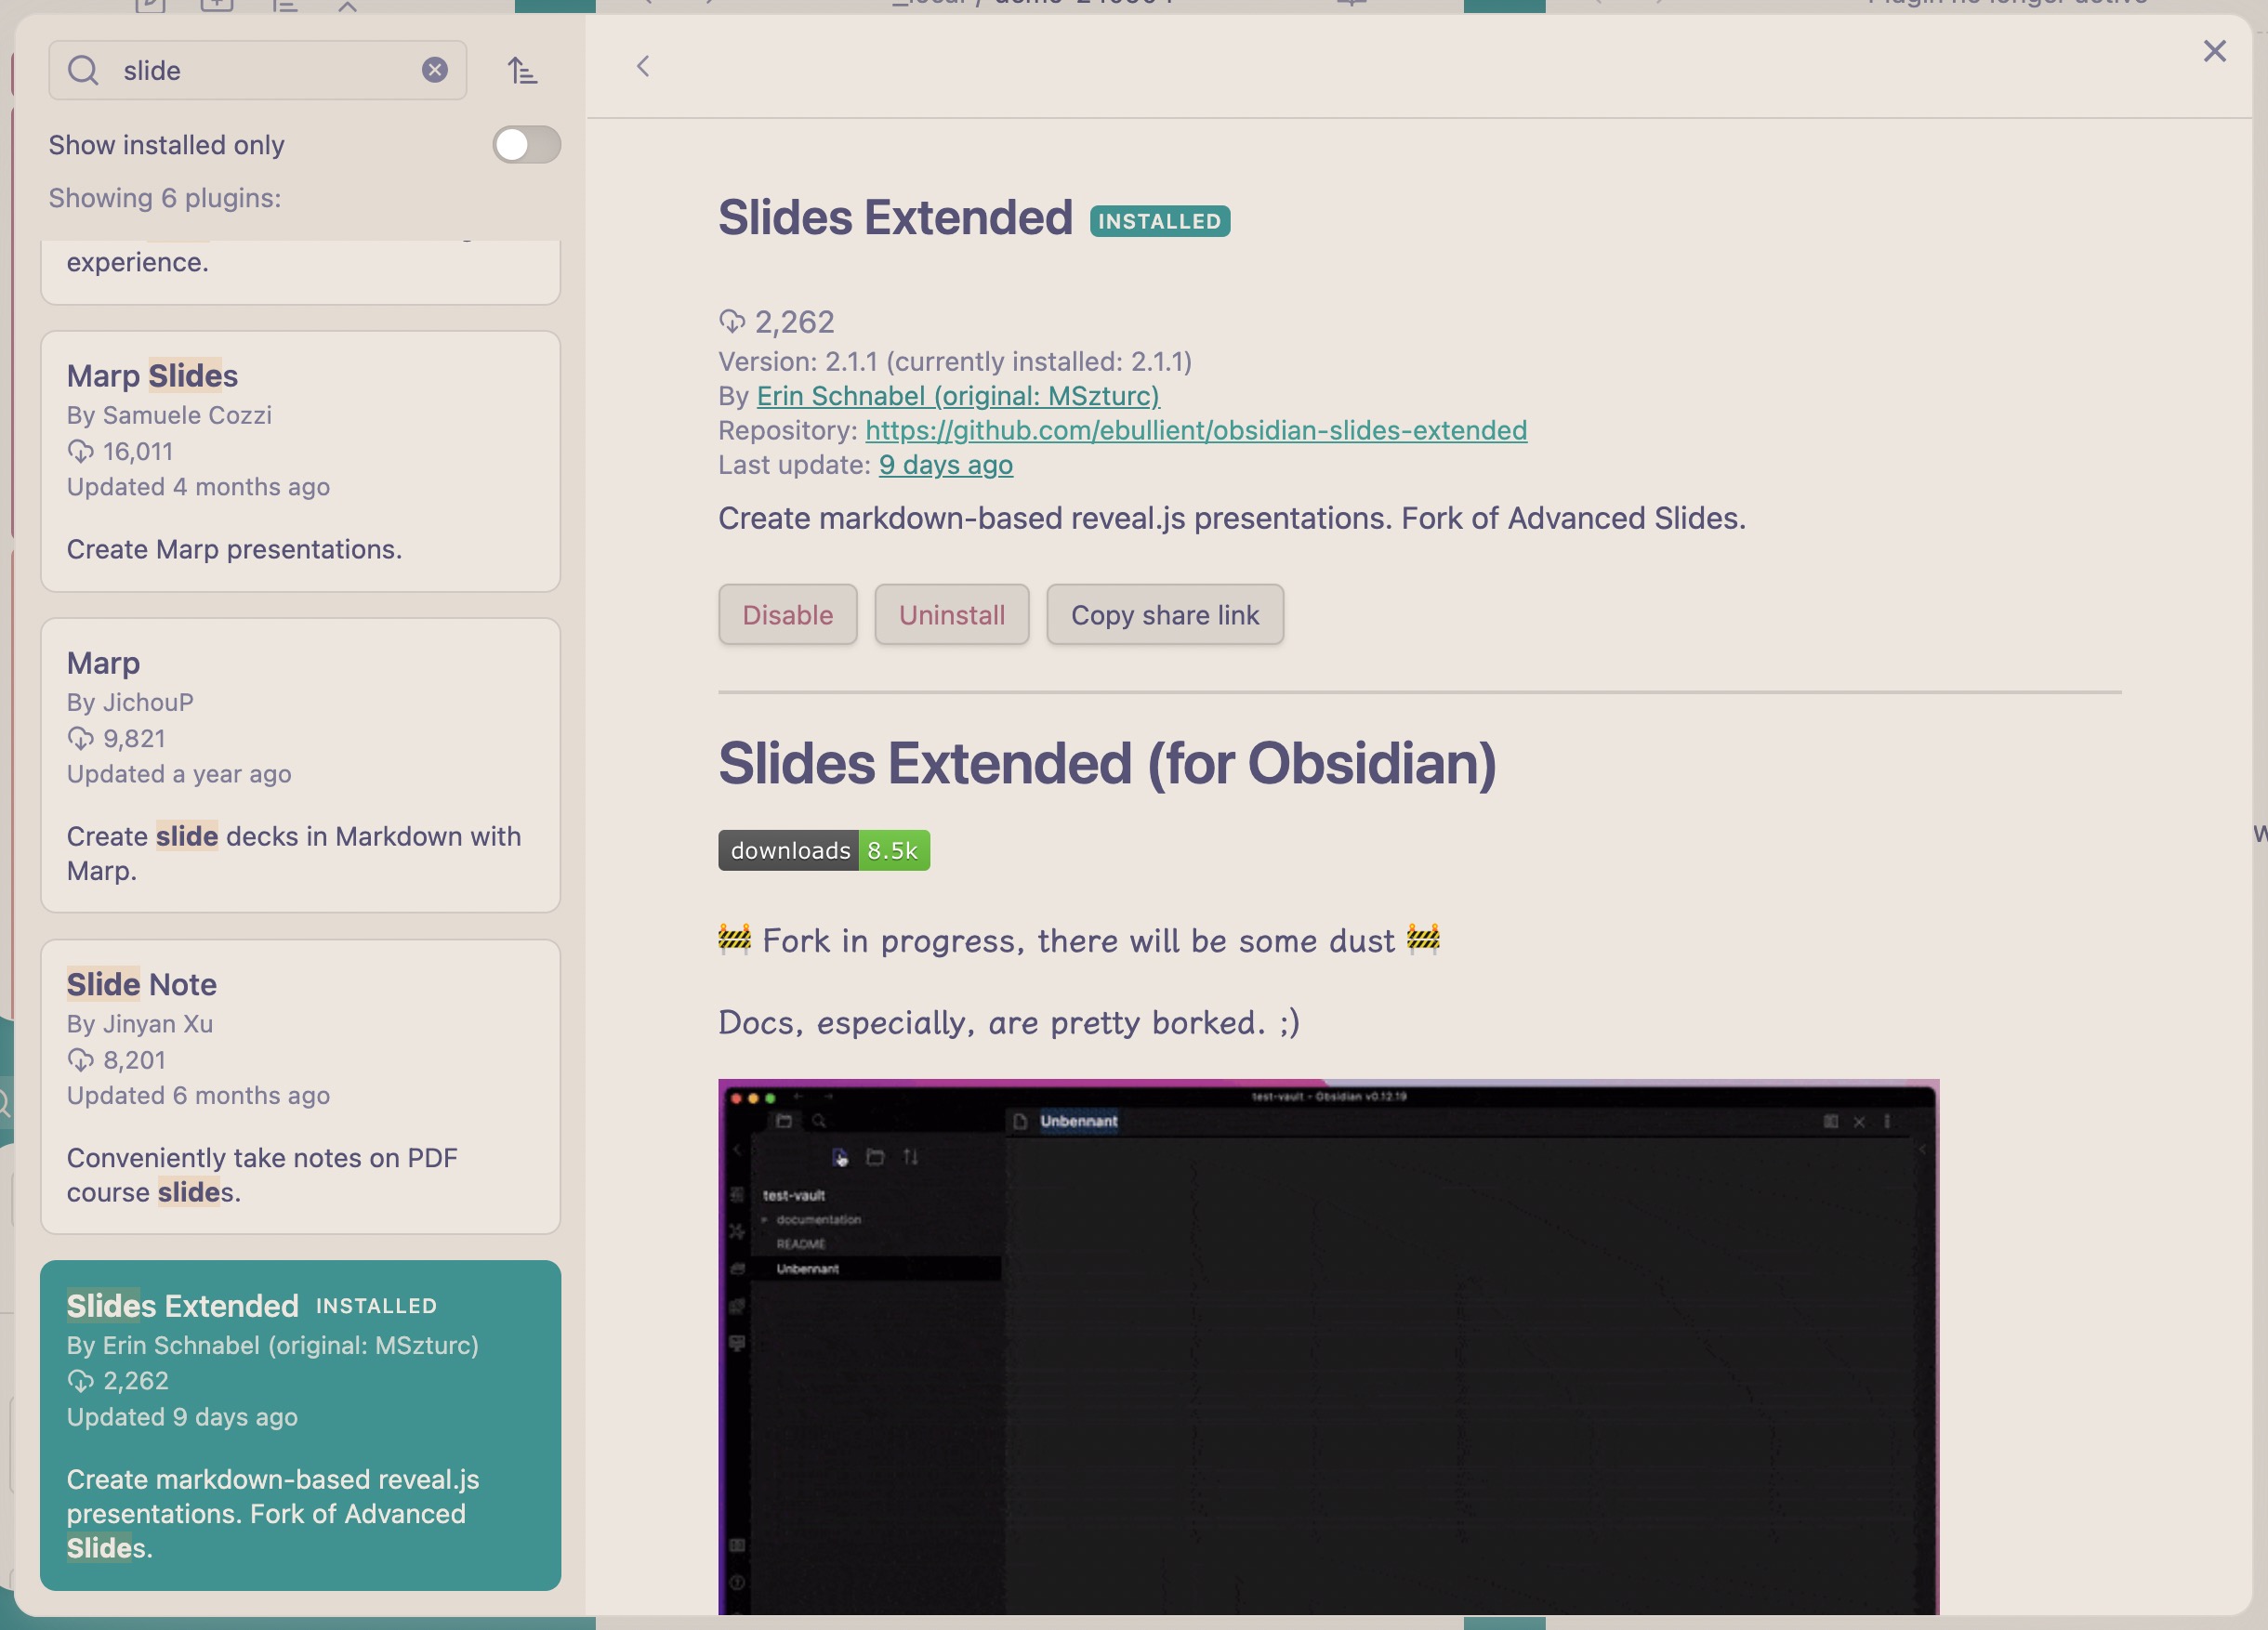 slide
Show installed only
Showing 6 plugins:
experience.
Marp Slides
By Samuele Cozzi
16,011
Updated 4 months ago
Create Marp presentations.
Marp
By JichouP
9,821
Updated a year ago
Create slide decks in Markdown with
Marp.
Slide Note
By Jinyan Xu
8,201
Updated 6 months ago
Conveniently take notes on PDF
course slides.
Slides Extended INSTALLED
By Erin Schnabel (original: MSzturc)
2,262
Updated 9 days ago
Create markdown-based reveal.js
presentations. Fork of Advanced
Slides.
Slides Extended INSTALLED
2,262
Version: 2.1.1 (currently installed: 2.1.1)
By Erin Schnabel (original: MSzturc)
Repository: https://github.com/ebullient/obsidian-slides-extended
Last update: 9 days ago
Create markdown-based reveal.js presentations. Fork of Advanced Slides.
Disable Uninstall Copy share link
Slides Extended (for Obsidian)
downloads 8.5k
🚧 Fork in progress, there will be some dust 🚧
Docs, especially, are pretty borked. ;)
test-vault - Obsidian v0.12.19
Unbennant
test-vault
documentation
README
Unbennant